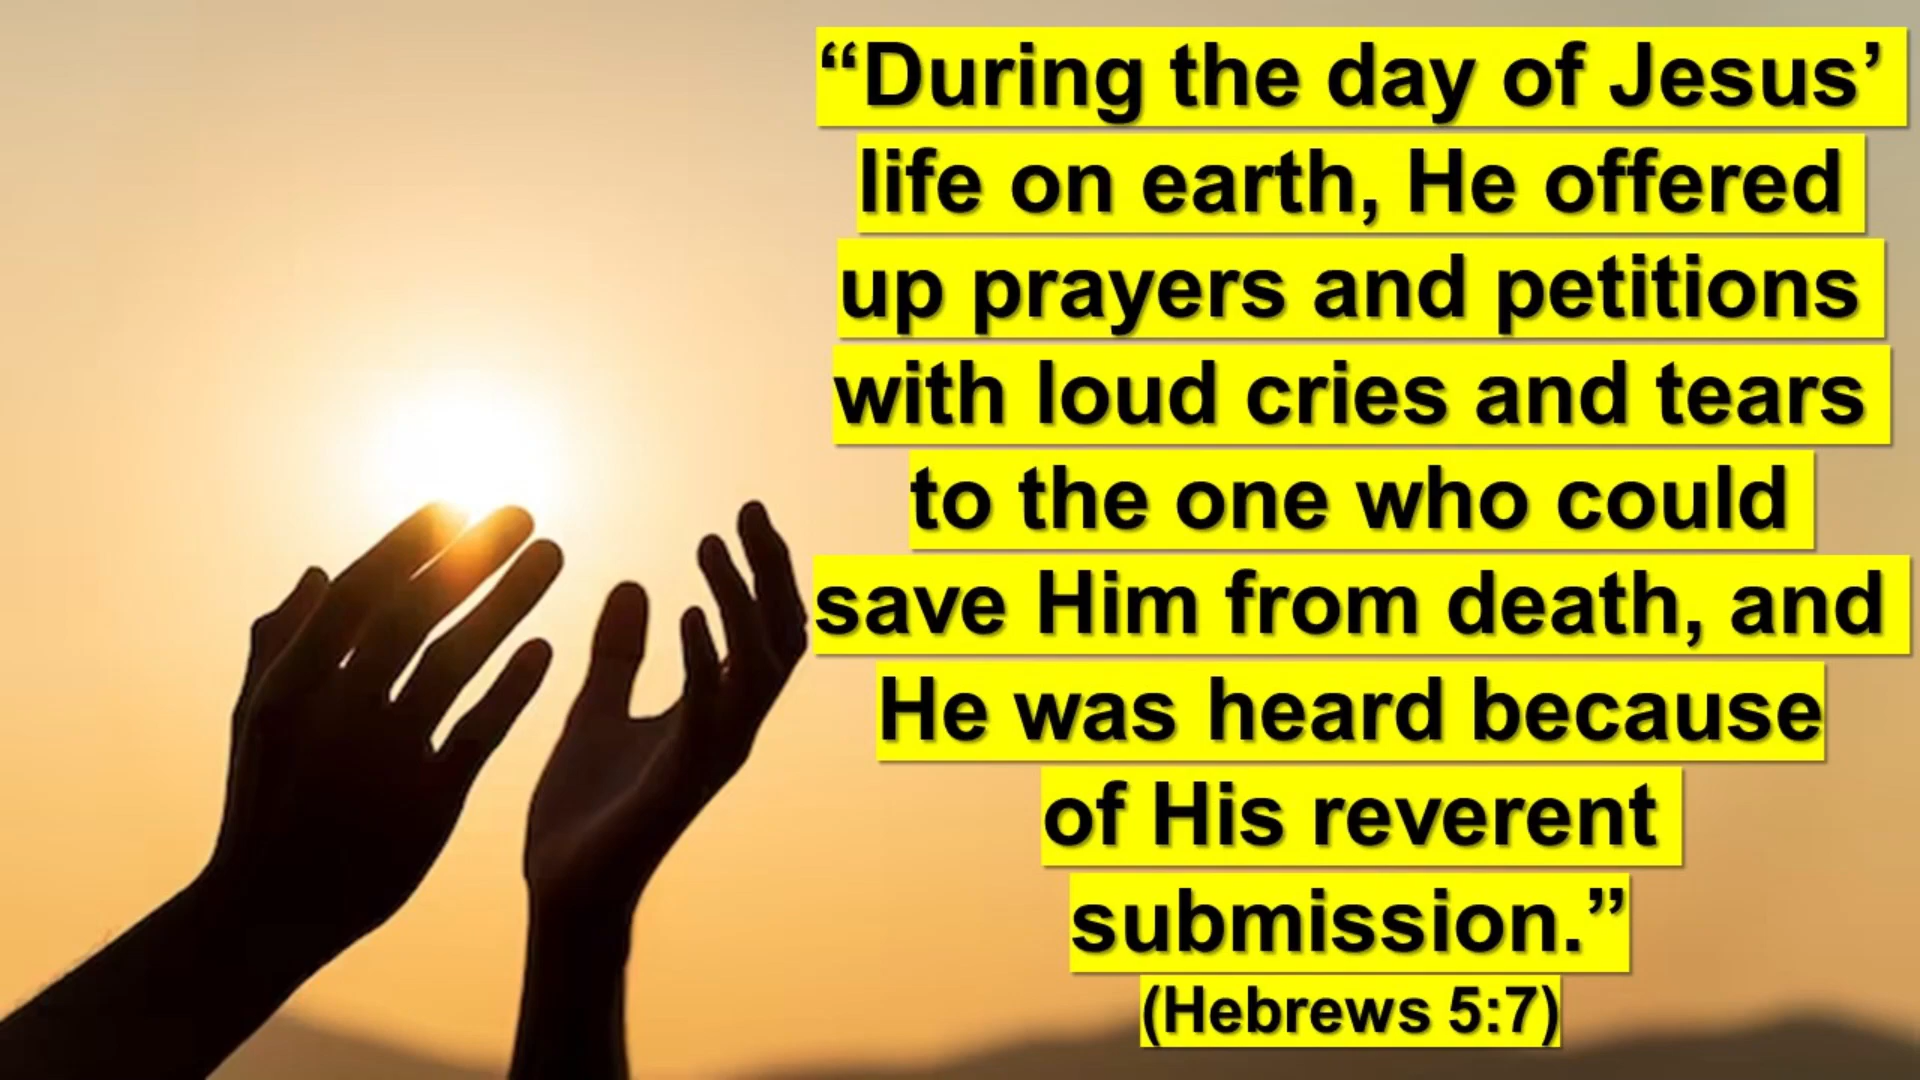 “During the day of Jesus’
life on earth, He offered
up prayers and petitions
with loud cries and tears
to the one who could
save Him from death, and
He was heard because
of His reverent
submission.”
(Hebrews 5:7)